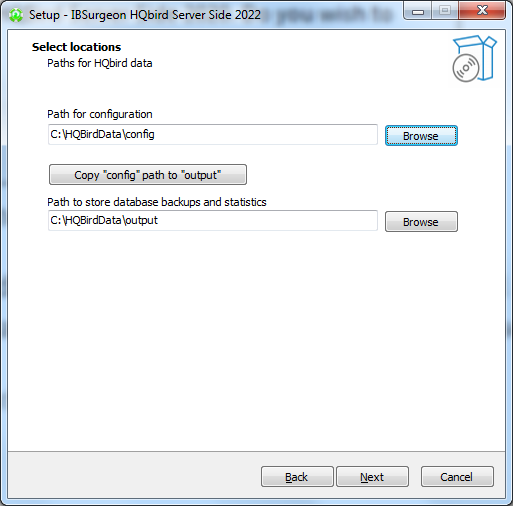 Setup - IBSurgeon HQbird Server Side 2022
Select locations
Paths for HQbird data
Path for configuration
C:\HQBirdData\config
Browse
Copy "config" path to "output"
Path to store database backups and statistics
C:\HQBirdData\output
Browse
Back
Next
Cancel